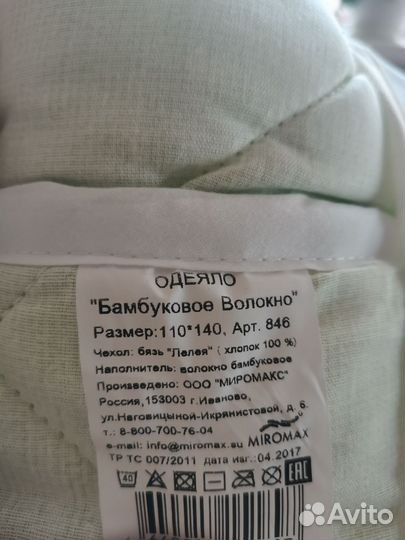 ОДЕЯЛО
"Бамбуковое Волокно"
Размер:110*140, Арт. 846
Чехол: бязь "Лелея" ( хлопок 100 %)
Наполнитель: волокно бамбуковое
Произведено: ООО "МИРОМАКС"
Россия,153003 г.Иваново,
ул.Наговицыной-Икрянистовой, д. 6.
т.- 8-800-700-76-04
e-mail: info@miromax.su
MIROMAX
ТР ТС 007/2011 дата изг:04.2017
40
EAC
Avito